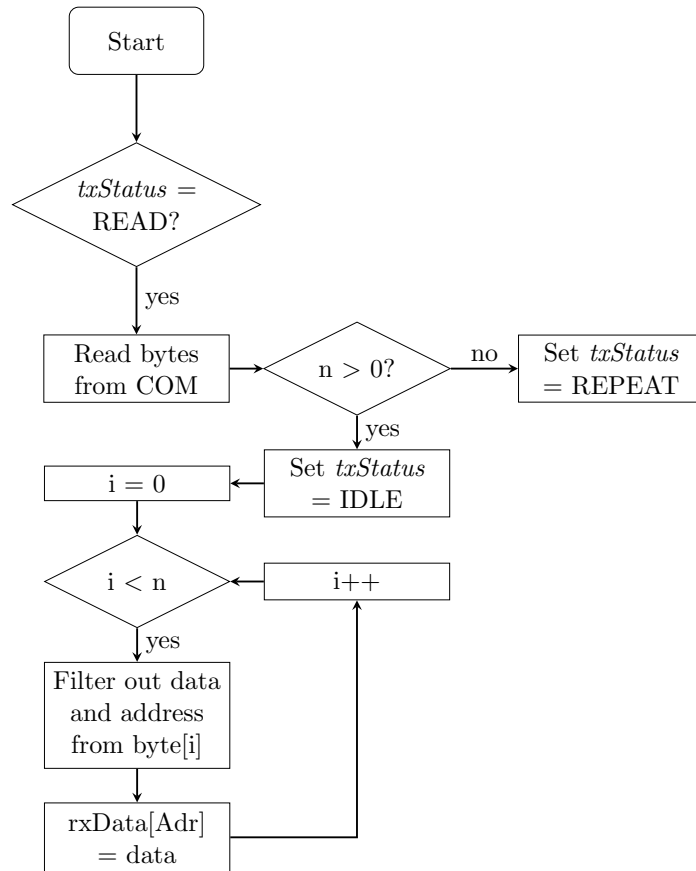 Start
txStatus =
READ?
yes
Read bytes
from COM
n > 0?
no
Set txStatus
= REPEAT
yes
Set txStatus
= IDLE
i = 0
i < n
i++
yes
Filter out data
and address
from byte[i]
rxData[Adr]
= data